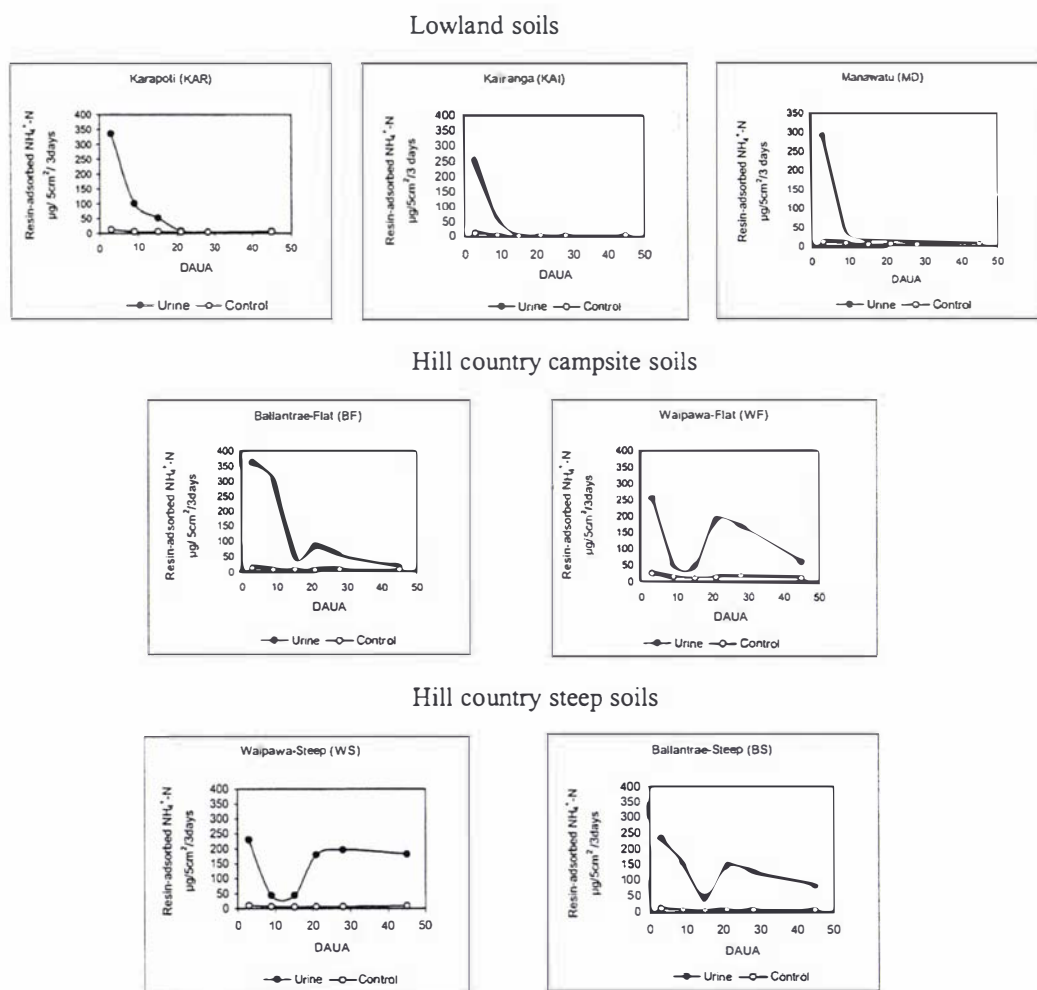 Lowland soils
Karapoti (KAR)
Resin-adsorbed NH₄⁺-N
µg/ 5cm²/ 3days
400
350
300
250
200
150
100
50
0
0 10 20 30 40 50
DAUA
Urine Control
Kairanga (KAI)
Resin-adsorbed NH₄⁺-N
µg/5cm²/3 days
400
350
300
250
200
150
100
50
0
0 10 20 30 40 50
DAUA
Urine Control
Manawatu (MD)
Resin-adsorbed NH₄⁺-N
µg/5cm²/3 days
350
300
250
200
150
100
50
0
0 10 20 30 40 50
DAUA
Urine Control
Hill country campsite soils
Ballantrae-Flat (BF)
Resin-adsorbed NH₄⁺-N
µg/ 5cm²/3days
400
350
300
250
200
150
100
50
0
0 10 20 30 40 50
DAUA
Urine Control
Waipawa-Flat (WF)
Resin-adsorbed NH₄⁺-N
µg/ 5cm²/3days
400
350
300
250
200
150
100
50
0
0 10 20 30 40 50
DAUA
Urine Control
Hill country steep soils
Waipawa-Steep (WS)
Resin-adsorbed NH₄⁺-N
µg/5cm²/3days
400
350
300
250
200
150
100
50
0
0 10 20 30 40 50
DAUA
Urine Control
Ballantrae-Steep (BS)
Resin-adsorbed NH₄⁺-N
µg/5cm²/3days
400
350
300
250
200
150
100
50
0
0 10 20 30 40 50
DAUA
Urine Control